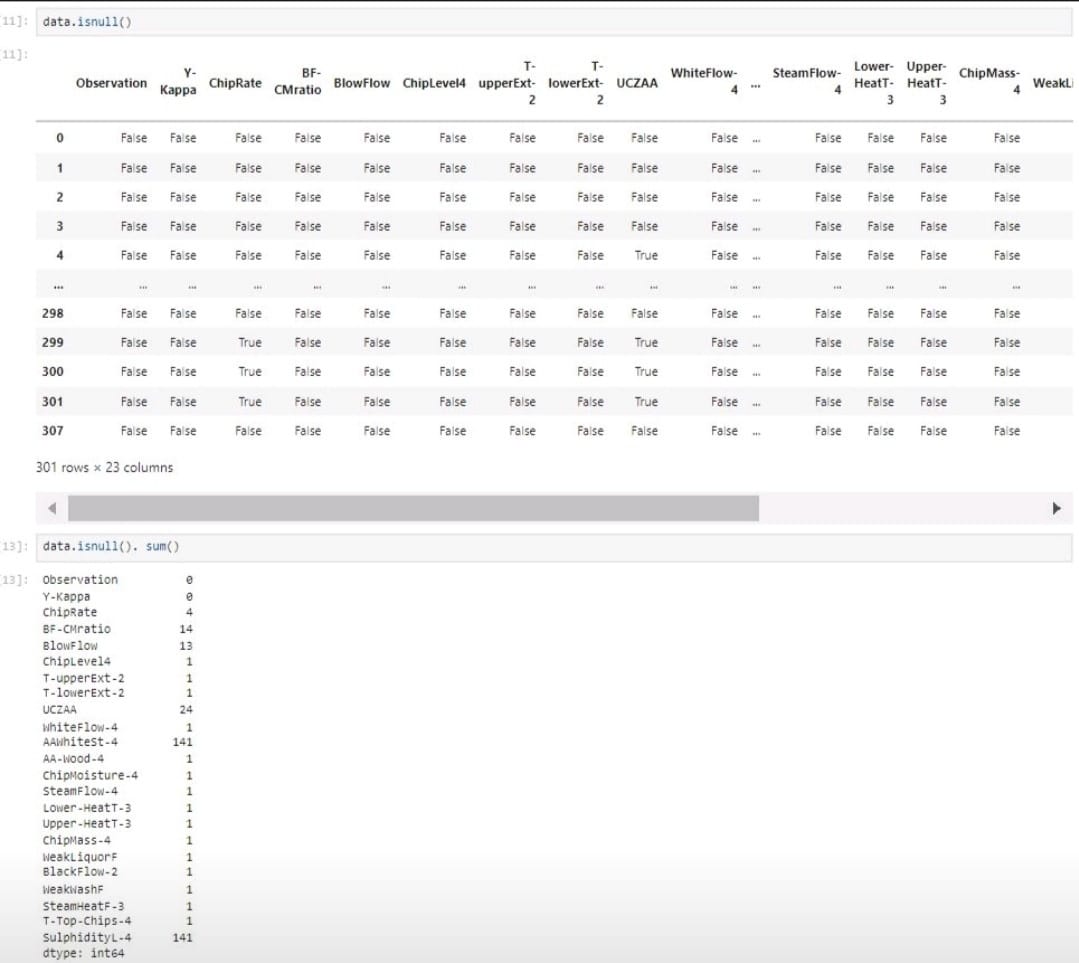 11]: data.isnull()
11]:
Observation Y-Kappa ChipRate BF-CMratio BlowFlow ChipLevel4 T-upperExt-2 T-lowerExt-2 UCZAA WhiteFlow-4 ... SteamFlow-4 Lower-HeatT-3 Upper-HeatT-3 ChipMass-4 WeakLi
0 False False False False False False False False False False ... False False False False
1 False False False False False False False False False False ... False False False False
2 False False False False False False False False False False ... False False False False
3 False False False False False False False False False False ... False False False False
4 False False False False False False False False True False ... False False False False
... ... ... ... ... ... ... ... ... ... ... ... ... ... ... ...
298 False False False False False False False False False False ... False False False False
299 False False True False False False False False True False ... False False False False
300 False False True False False False False False True False ... False False False False
301 False False True False False False False False True False ... False False False False
307 False False False False False False False False False False ... False False False False
301 rows × 23 columns
13]: data.isnull(). sum()
13]: Observation 0
Y-Kappa 0
ChipRate 4
BF-CMratio 14
BlowFlow 13
ChipLevel4 1
T-upperExt-2 1
T-lowerExt-2 1
UCZAA 24
WhiteFlow-4 1
AAWhiteSt-4 141
AA-Wood-4 1
ChipMoisture-4 1
SteamFlow-4 1
Lower-HeatT-3 1
Upper-HeatT-3 1
ChipMass-4 1
WeakLiquorF 1
BlackFlow-2 1
WeakWashF 1
SteamHeatF-3 1
T-Top-Chips-4 1
SulphidityL-4 141
dtype: int64